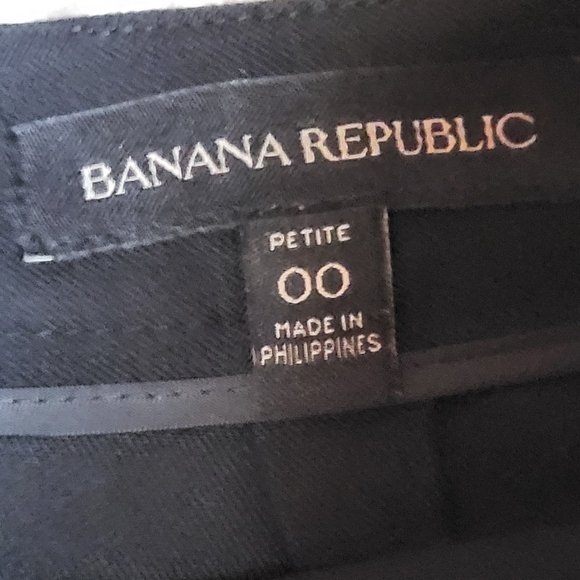 BANANA REPUBLIC
PETITE
00
MADE IN
PHILIPPINES